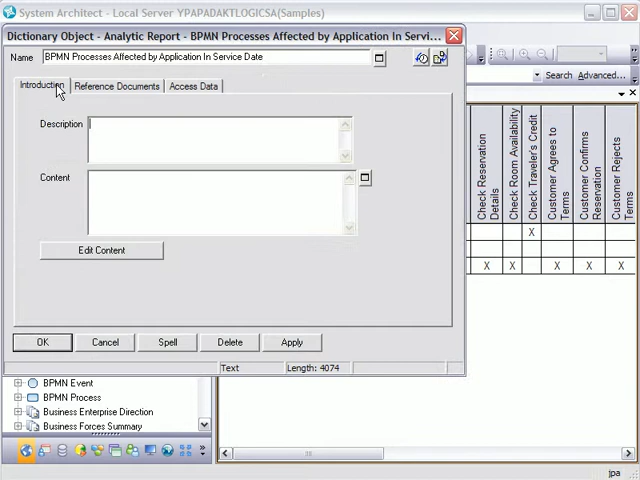 System Architect - Local Server YPAPADAKTLOGICSA(Samples)
Dictionary Object - Analytic Report - BPMN Processes Affected by Application In Servic...
Name
BPMN Processes Affected by Application In Service Date
Search Advanced...
Introduction
Reference Documents
Access Data
Description
Content
Edit Content
Check Reservation Details
Check Room Availability
Check Traveler's Credit
Customer Agrees to Terms
Customer Confirms Reservation
Customer Rejects Terms
X
X X X X X
OK
Cancel
Spell
Delete
Apply
Text
Length: 4074
BPMN Event
BPMN Process
Business Enterprise Direction
Business Forces Summary
jpa